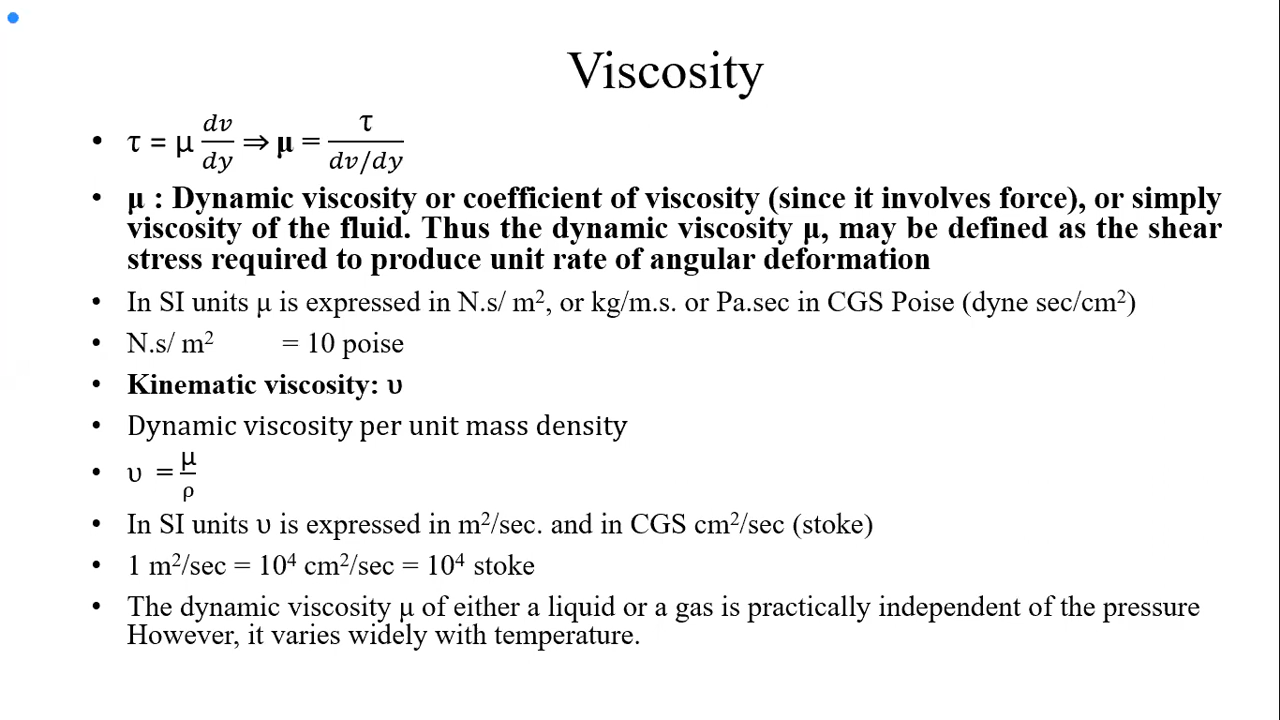 Viscosity
• τ = μ dv/dy ⇒ μ = τ/(dv/dy)
• μ : Dynamic viscosity or coefficient of viscosity (since it involves force), or simply
viscosity of the fluid. Thus the dynamic viscosity μ, may be defined as the shear
stress required to produce unit rate of angular deformation
• In SI units μ is expressed in N.s/ m², or kg/m.s. or Pa.sec in CGS Poise (dyne sec/cm²)
• N.s/ m² = 10 poise
• Kinematic viscosity: υ
• Dynamic viscosity per unit mass density
• υ = μ/ρ
• In SI units υ is expressed in m²/sec. and in CGS cm²/sec (stoke)
• 1 m²/sec = 10⁴ cm²/sec = 10⁴ stoke
• The dynamic viscosity μ of either a liquid or a gas is practically independent of the pressure
However, it varies widely with temperature.